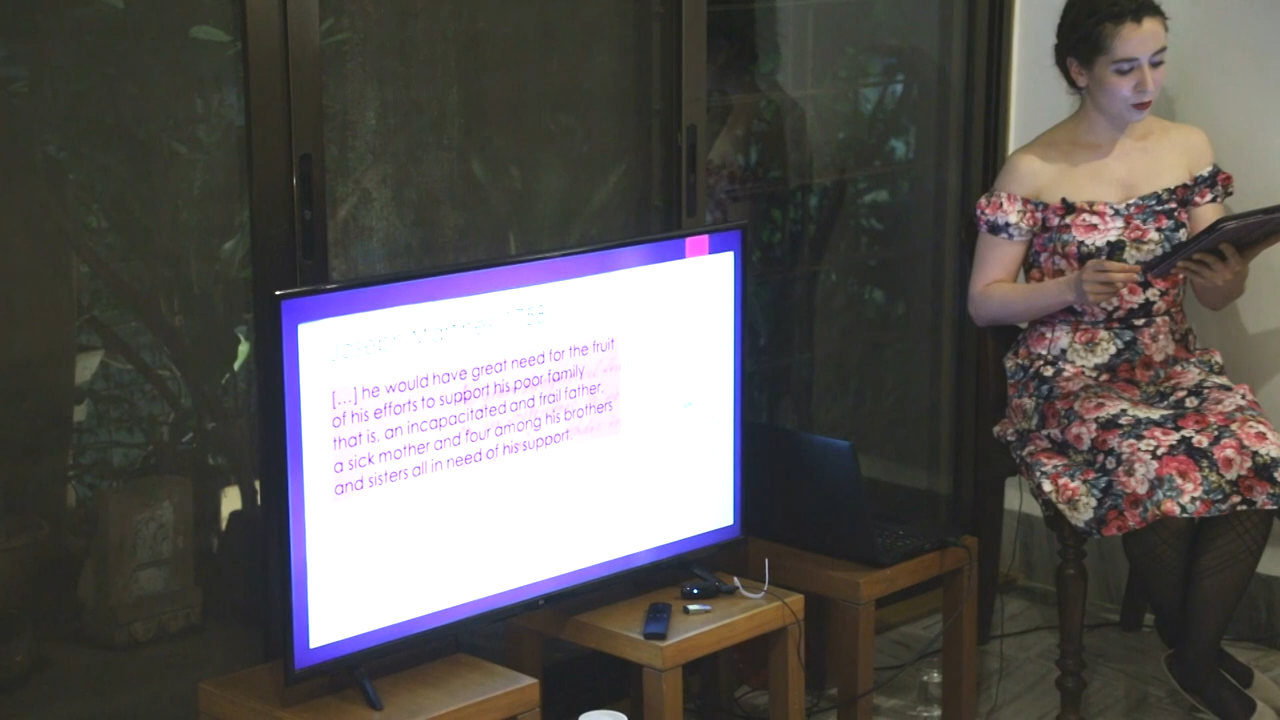 [...] he would have great need for the fruit
of his efforts to support his poor family
that is, an incapacitated and frail father,
a sick mother and four among his brothers
and sisters all in need of his support.